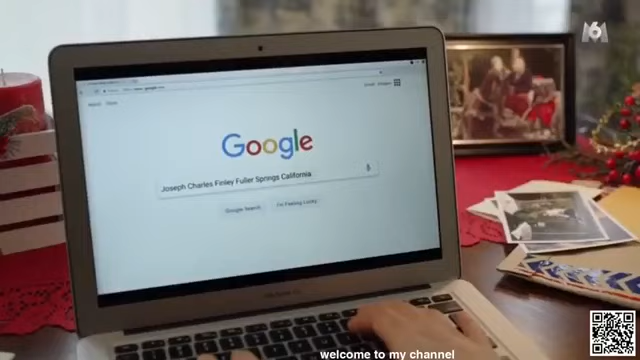 M6
Google
Joseph Charles Finley Fuller Springs California
Google Search
I'm Feeling Lucky
welcome to my channel